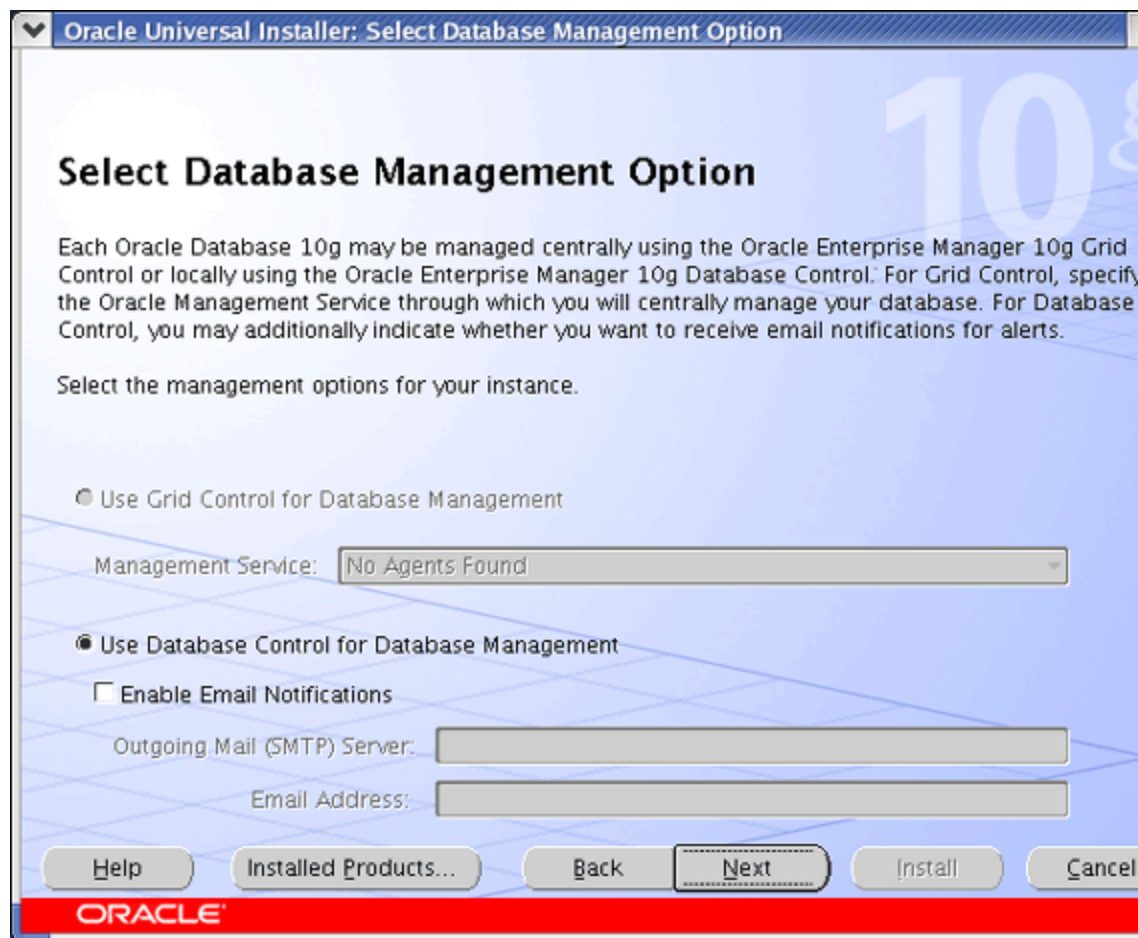 Oracle Universal Installer: Select Database Management Option
10g
Select Database Management Option
Each Oracle Database 10g may be managed centrally using the Oracle Enterprise Manager 10g Grid
Control or locally using the Oracle Enterprise Manager 10g Database Control. For Grid Control, specify
the Oracle Management Service through which you will centrally manage your database. For Database
Control, you may additionally indicate whether you want to receive email notifications for alerts.
Select the management options for your instance.
Use Grid Control for Database Management
Management Service: No Agents Found
Use Database Control for Database Management
Enable Email Notifications
Outgoing Mail (SMTP) Server:
Email Address:
Help Installed Products... Back Next Install Cancel
ORACLE